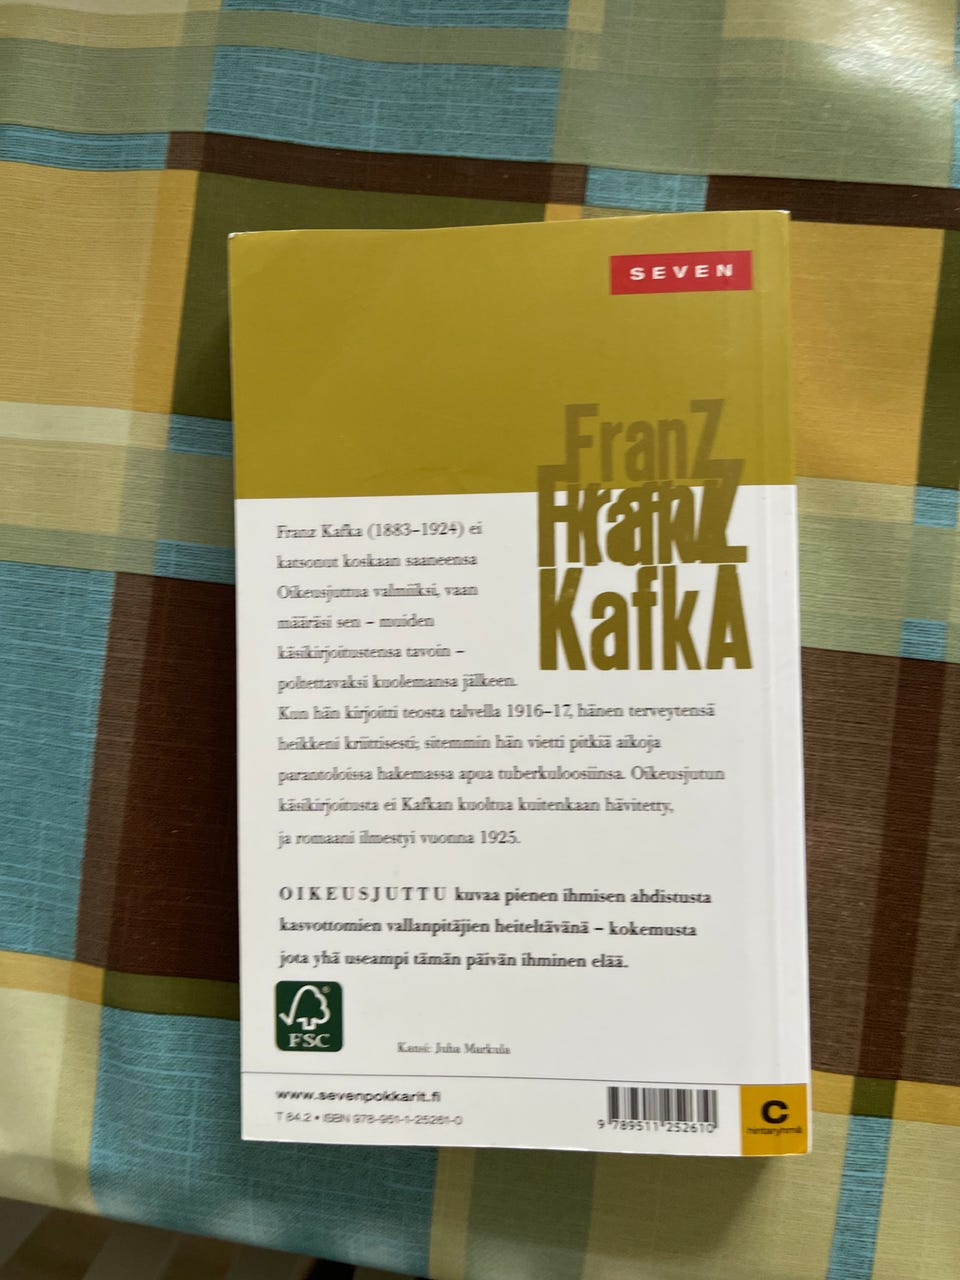 SEVEN
FranZ
FranZ
KafkA
KafkA
Franz Kafka (1883–1924) ei
katsonut koskaan saaneensa
Oikeusjuttua valmiiksi, vaan
määräsi sen – muiden
käsikirjoitustensa tavoin –
poltettavaksi kuolemansa jälkeen.
Kun hän kirjoitti teosta talvella 1916–17, hänen terveytensä
heikkeni kriittisesti; sitemmin hän vietti pitkiä aikoja
parantoloissa hakemassa apua tuberkuloosiinsa. Oikeusjutun
käsikirjoitusta ei Kafkan kuoltua kuitenkaan hävitetty,
ja romaani ilmestyi vuonna 1925.
OIKEUSJUTTU kuvaa pienen ihmisen ahdistusta
kasvottomien vallanpitäjien heiteltävänä – kokemusta
jota yhä useampi tämän päivän ihminen elää.
®
FSC
Kansi: Juha Markula
www.sevenpokkarit.fi
T 84.2 • ISBN 978-951-1-25261-0
9 789511 252610
C
hintaryhmä